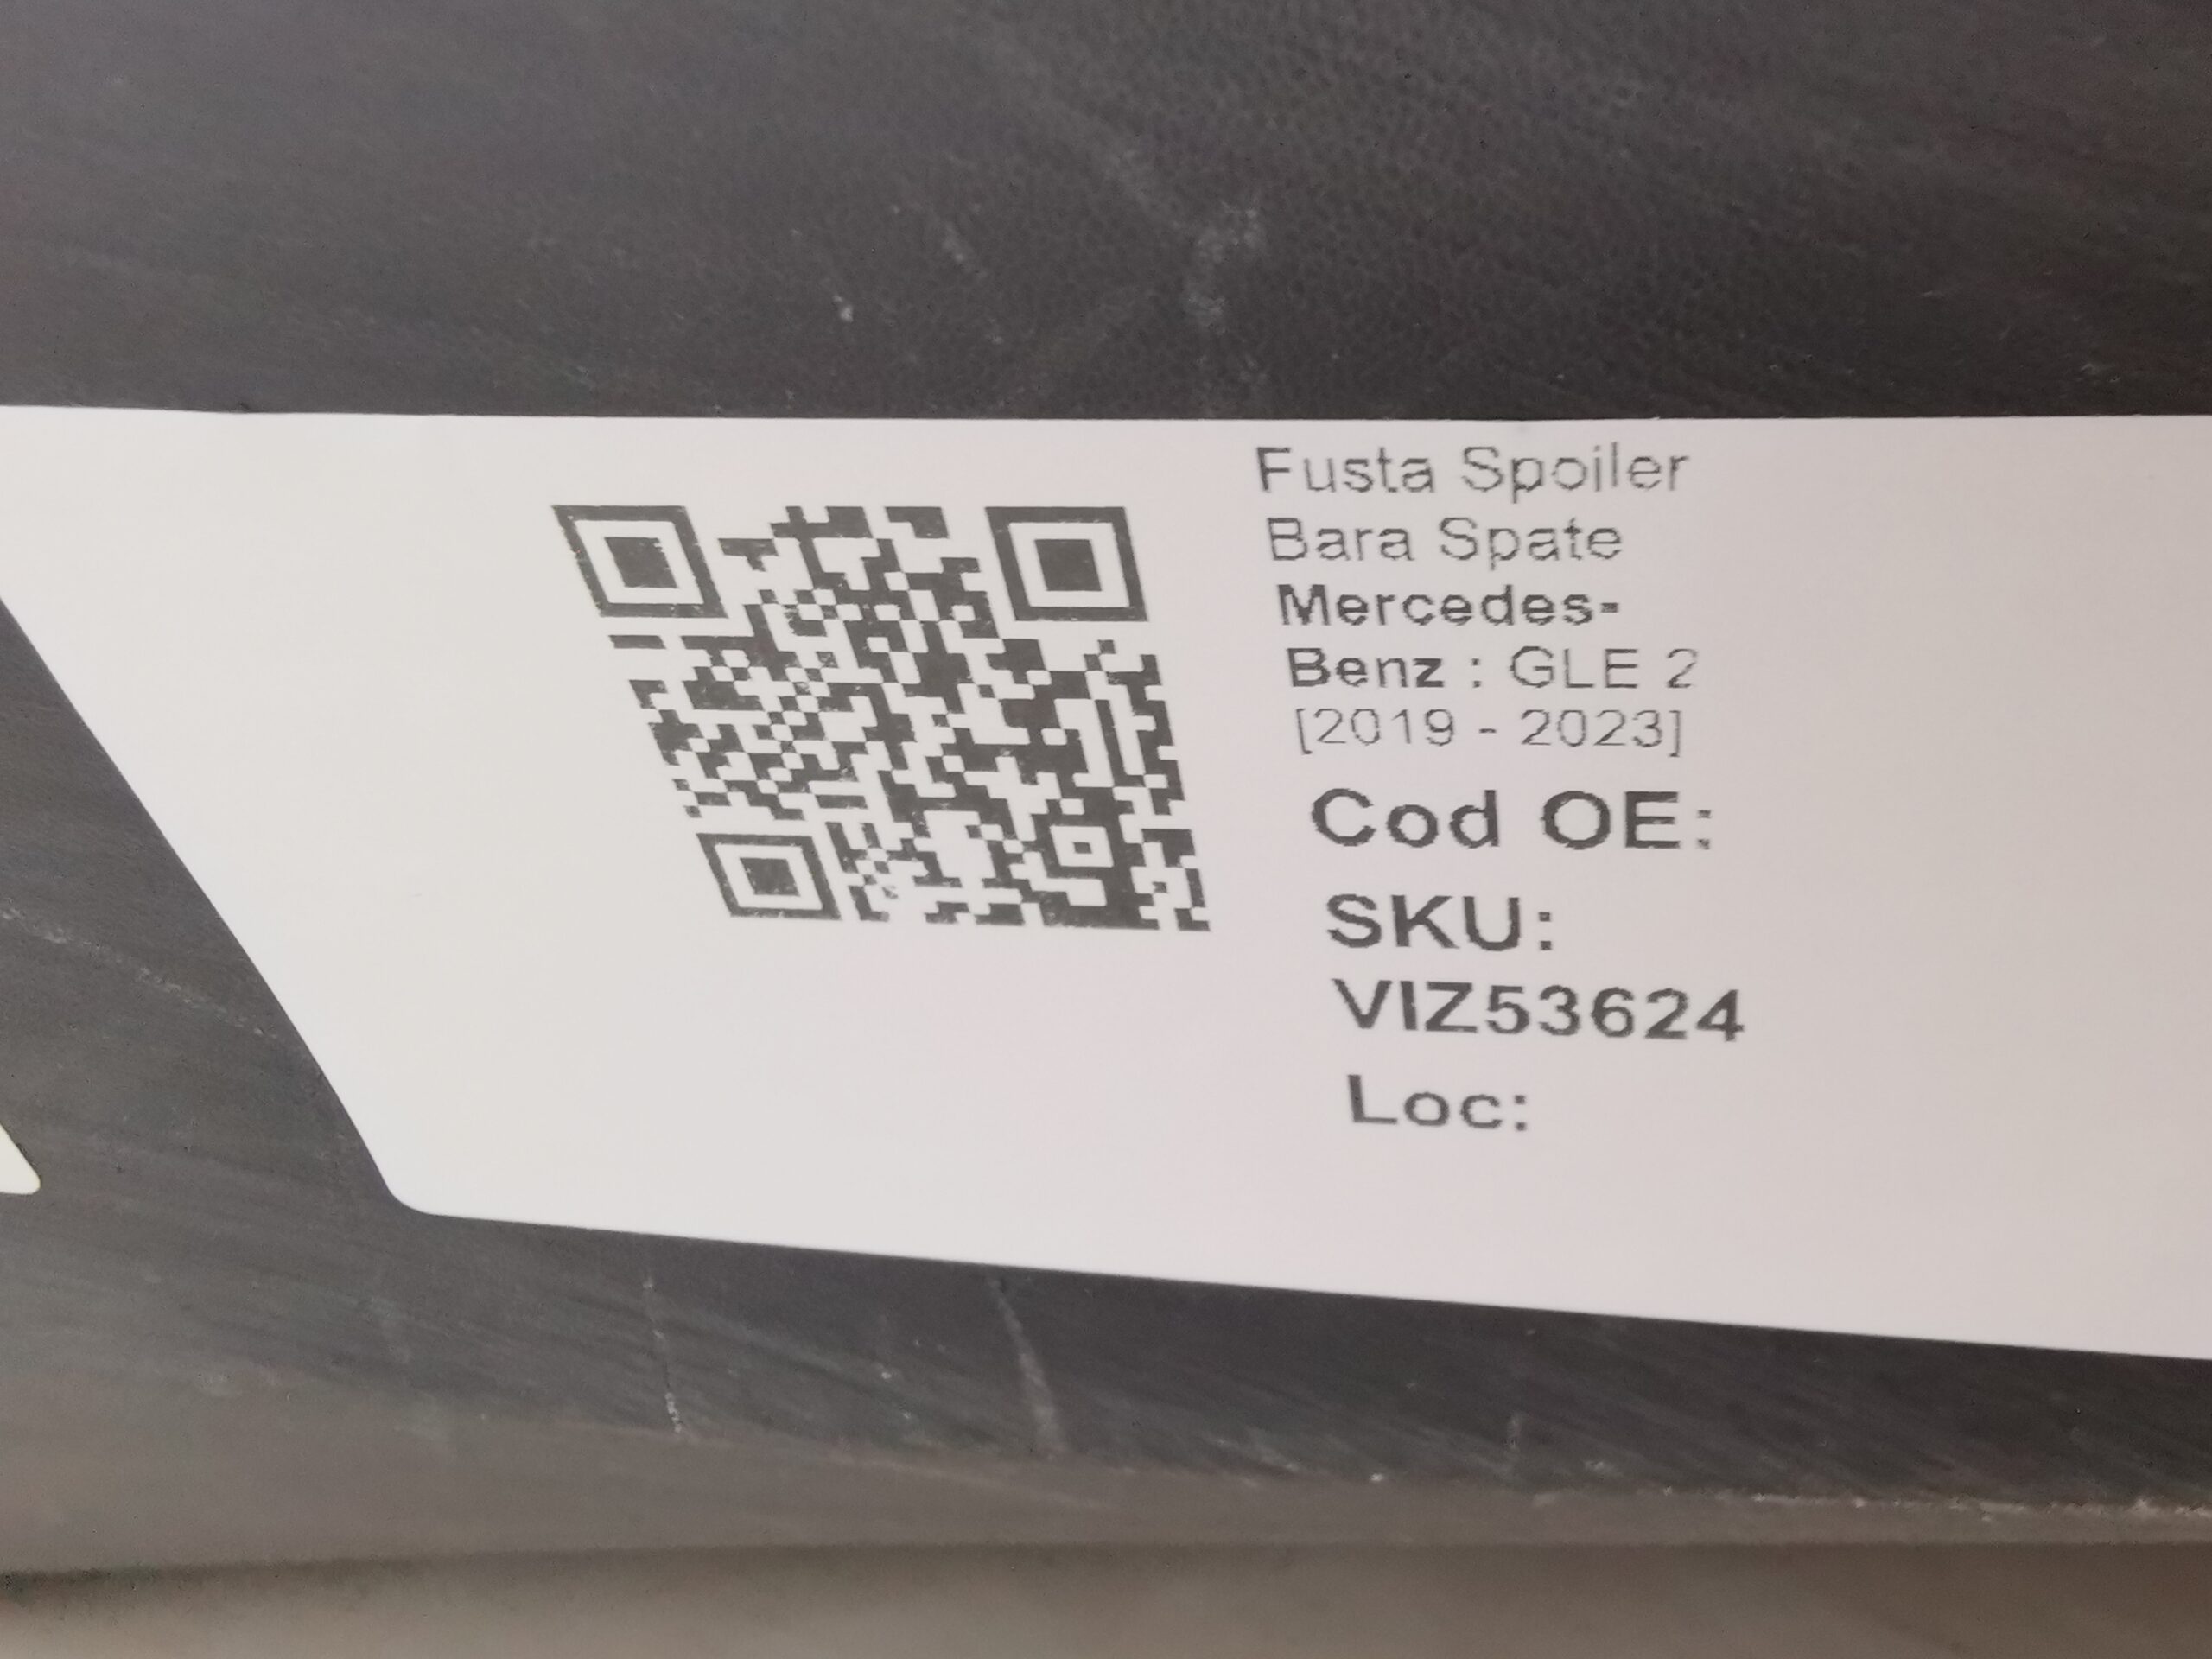 Fusta Spoiler
Bara Spate
Mercedes-
Benz : GLE 2
[2019 - 2023]
Cod OE:
SKU:
VIZ53624
Loc: